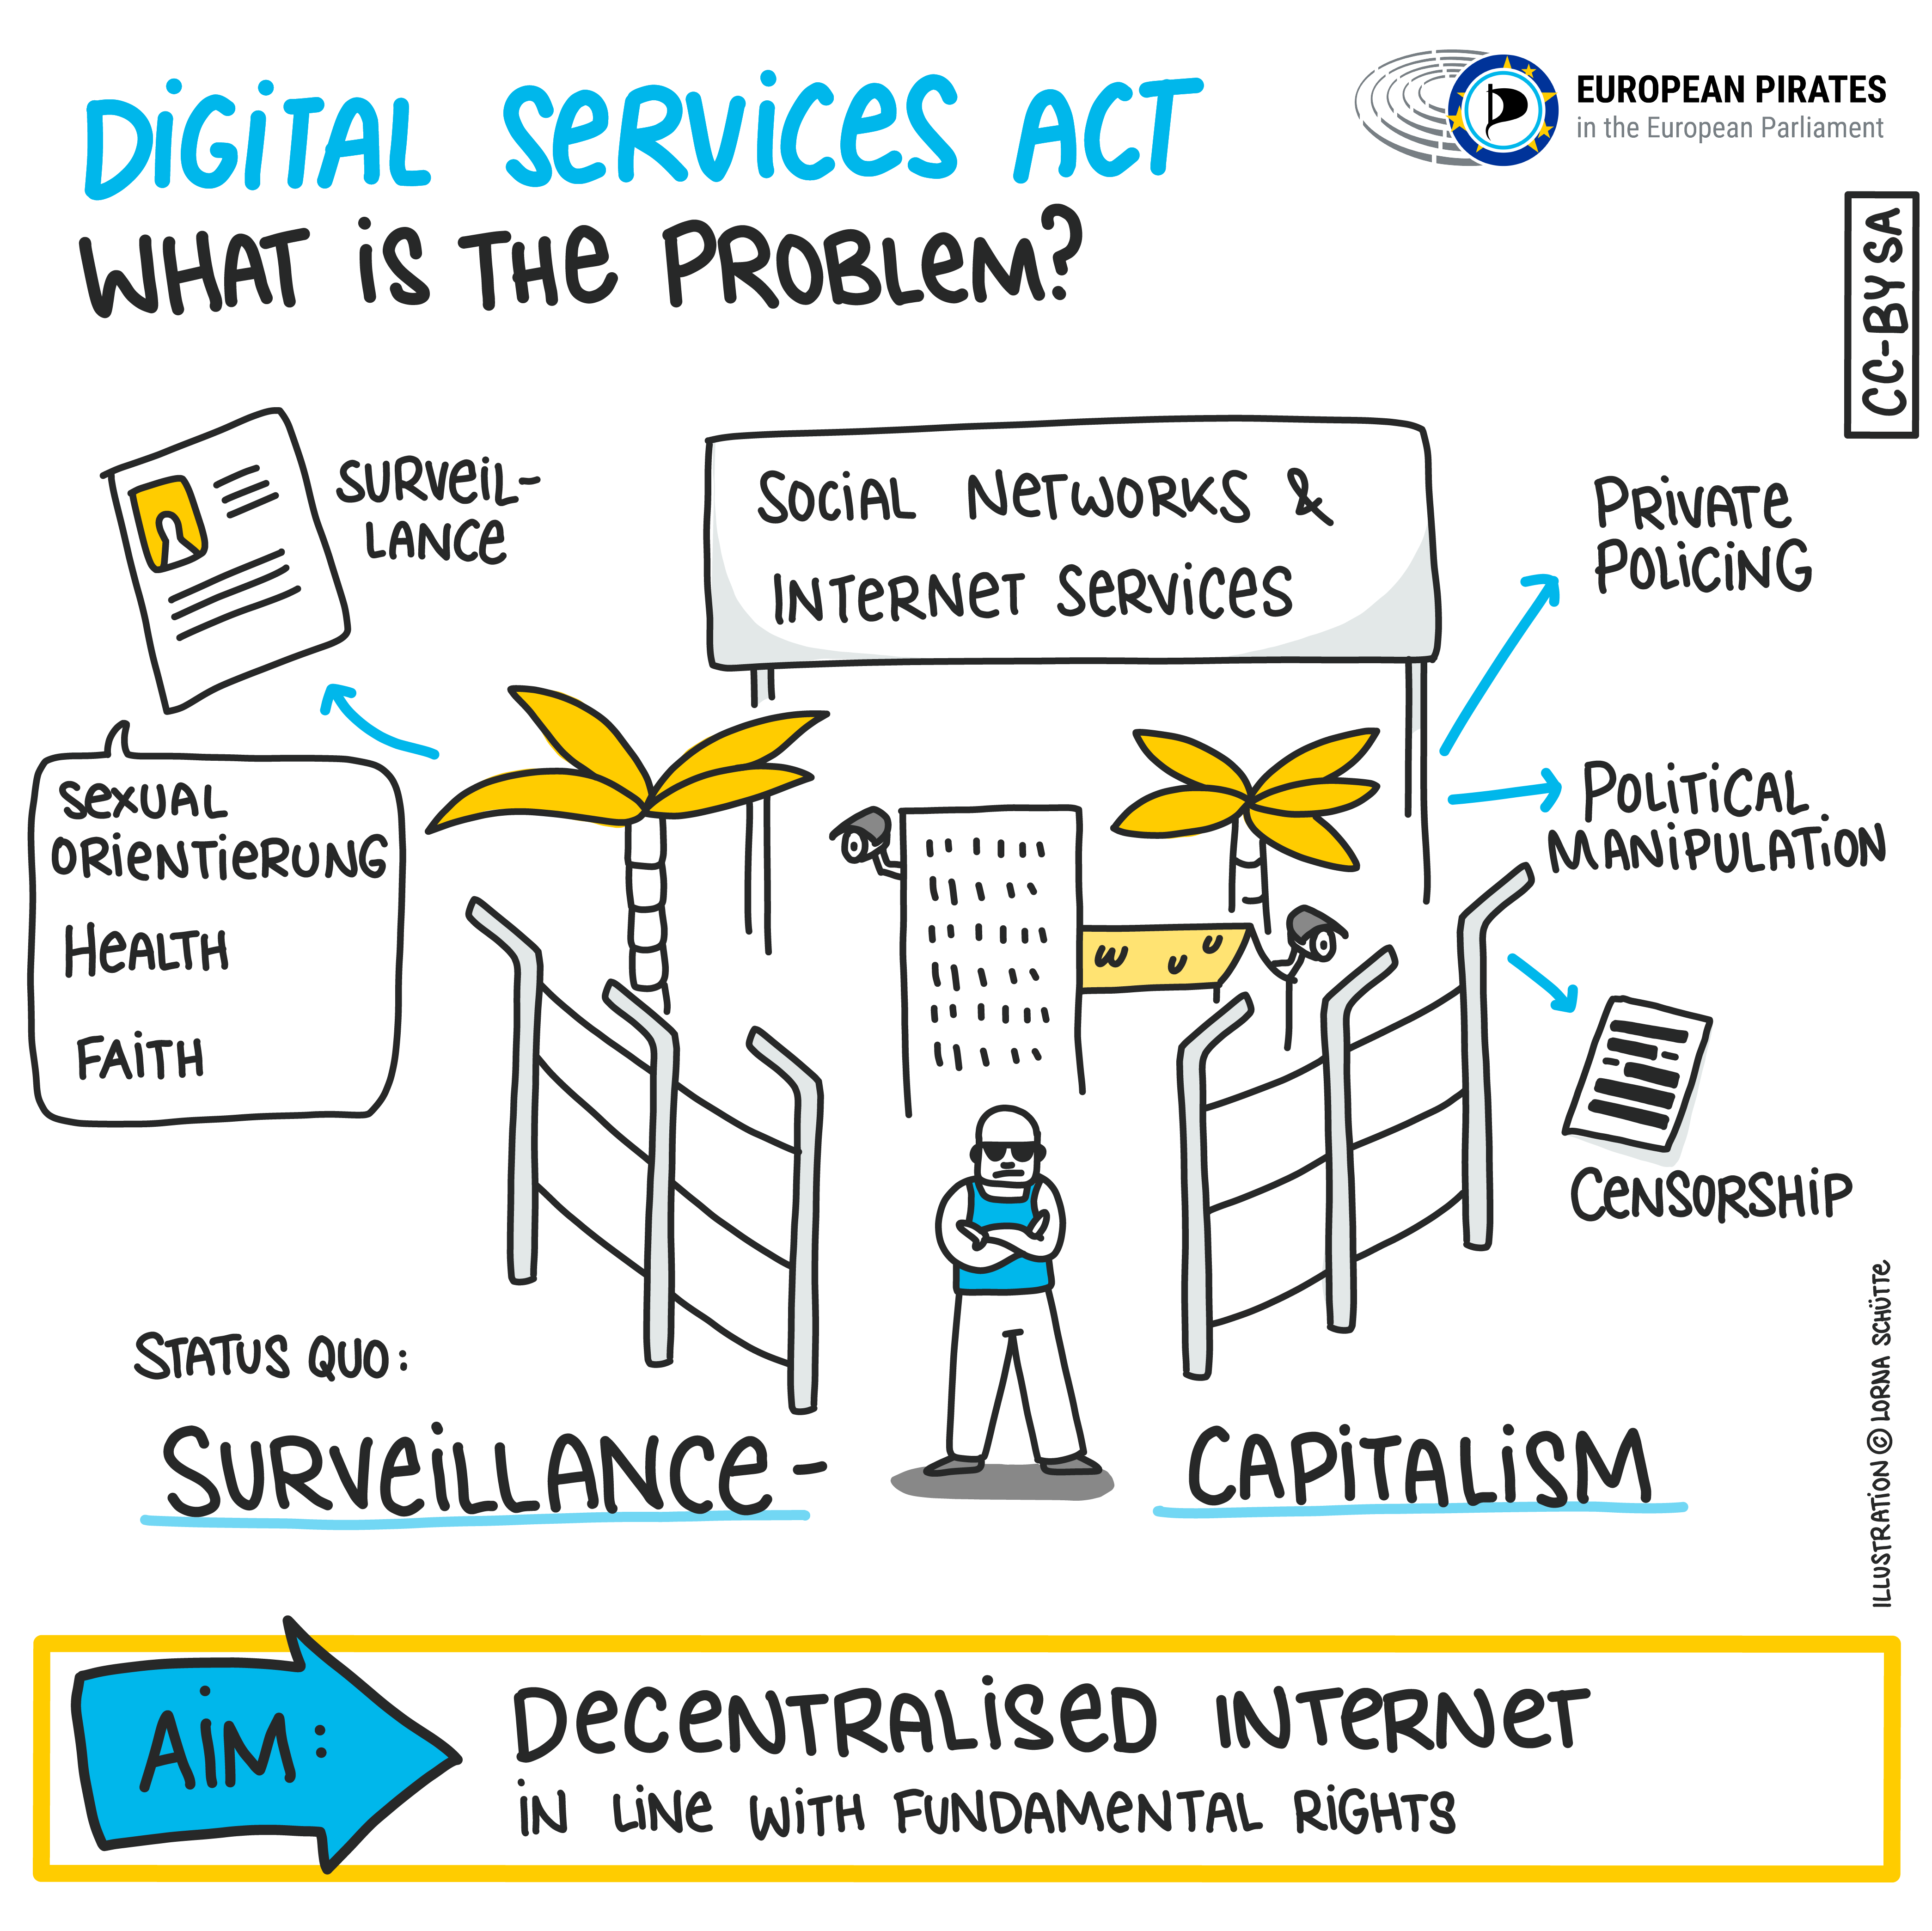 DIGITAL SERVICES ACT
WHAT IS THE PROBLEM?
EUROPEAN PIRATES
in the European Parliament
CC-BY SA
SURVEIL-
LANCE
SOCIAL NETWORKS &
INTERNET SERVICES
PRIVATE
POLICING
SEXUAL
ORIENTIERUNG
HEALTH
FAITH
POLITICAL
MANIPULATION
CENSORSHIP
STATUS QUO:
SURVEILLANCE-
CAPITALISM
ILLUSTRATION © LORNA SCHÜTTE
AIM:
DECENTRALISED INTERNET
IN LINE WITH FUNDAMENTAL RIGHTS